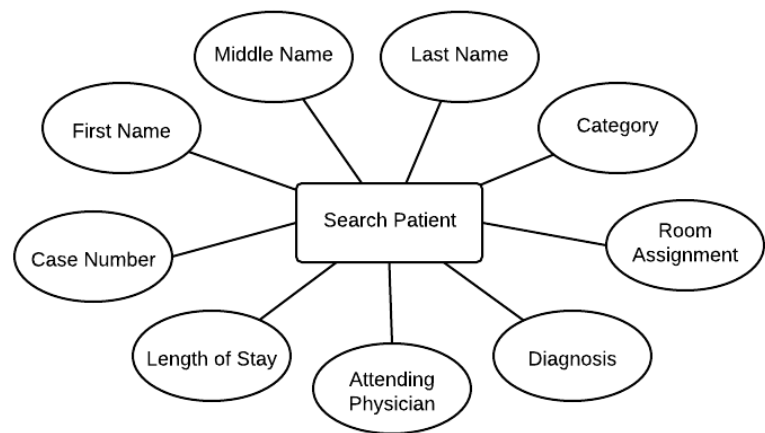 Middle Name
Last Name
First Name
Category
Search Patient
Case Number
Room
Assignment
Length of Stay
Attending
Physician
Diagnosis